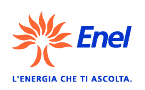 Enel
L'ENERGIA CHE TI ASCOLTA.